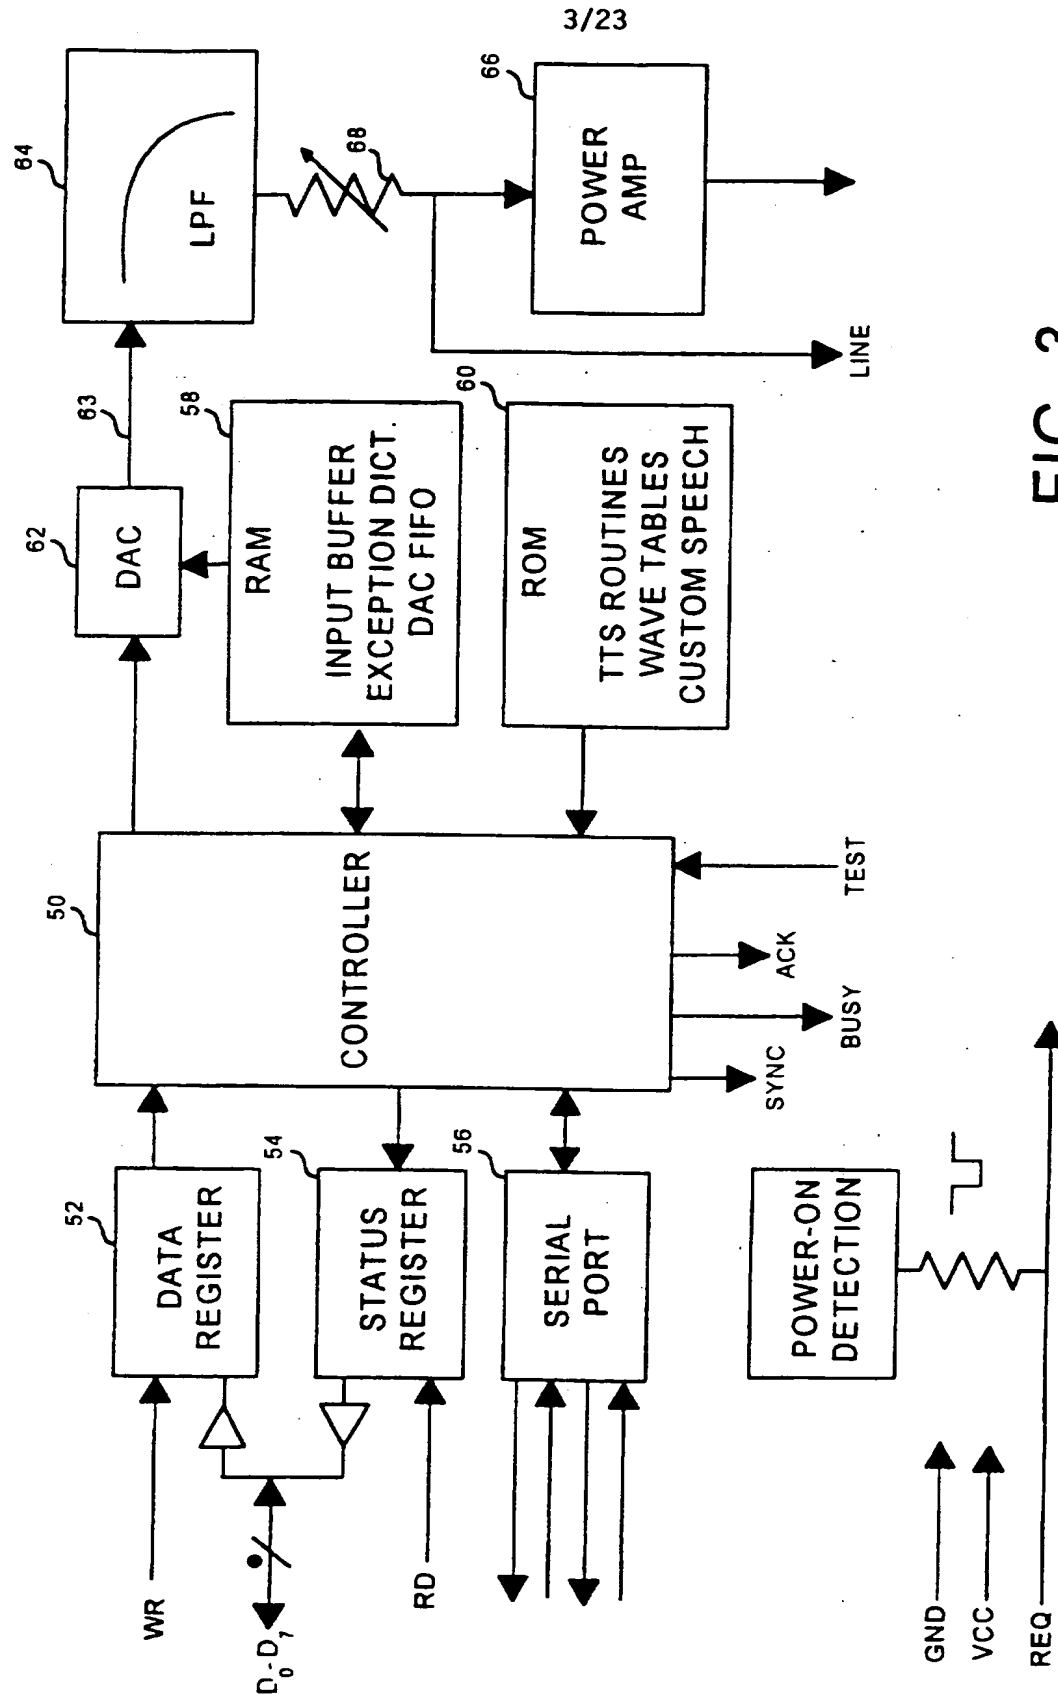 3/23
64
LPF
68
66
POWER
AMP
LINE
63
62
DAC
58
RAM
INPUT BUFFER
EXCEPTION DICT.
DAC FIFO
60
ROM
TTS ROUTINES
WAVE TABLES
CUSTOM SPEECH
50
CONTROLLER
TEST
ACK
BUSY
SYNC
52
DATA
REGISTER
54
STATUS
REGISTER
56
SERIAL
PORT
POWER-ON
DETECTION
WR
D0-D7
RD
GND
VCC
REQ